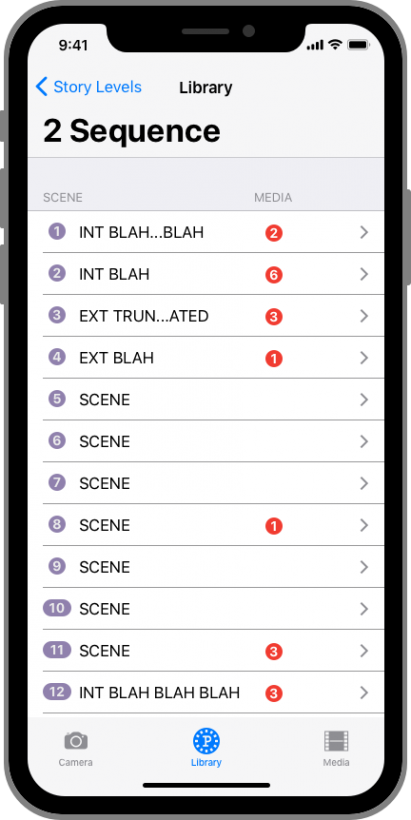 9:41
Story Levels Library
2 Sequence
SCENE MEDIA
1 INT BLAH...BLAH 2
2 INT BLAH 6
3 EXT TRUN...ATED 3
4 EXT BLAH 1
5 SCENE
6 SCENE
7 SCENE
8 SCENE 1
9 SCENE
10 SCENE
11 SCENE 3
12 INT BLAH BLAH BLAH 3
P
Camera Library Media